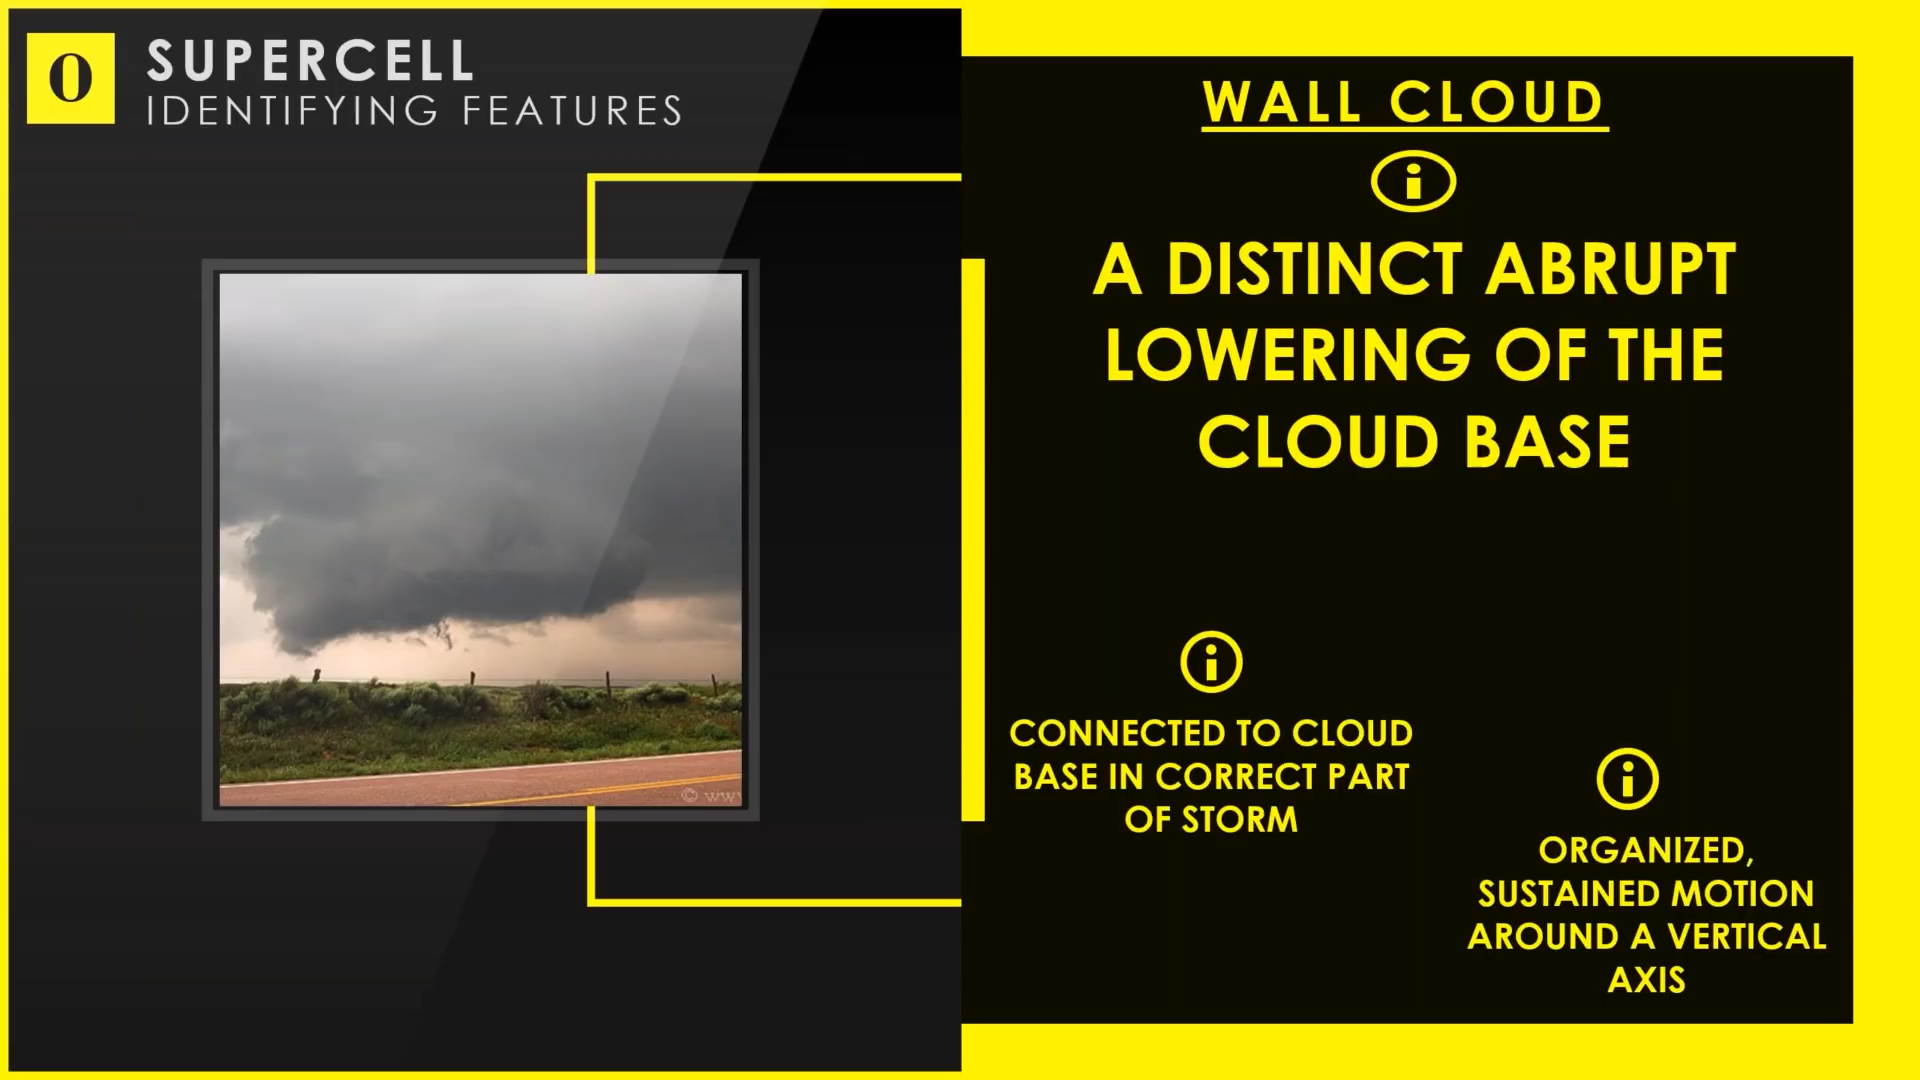 0
SUPERCELL
IDENTIFYING FEATURES
WALL CLOUD
i
A DISTINCT ABRUPT
LOWERING OF THE
CLOUD BASE
i
CONNECTED TO CLOUD
BASE IN CORRECT PART
OF STORM
i
ORGANIZED,
SUSTAINED MOTION
AROUND A VERTICAL
AXIS